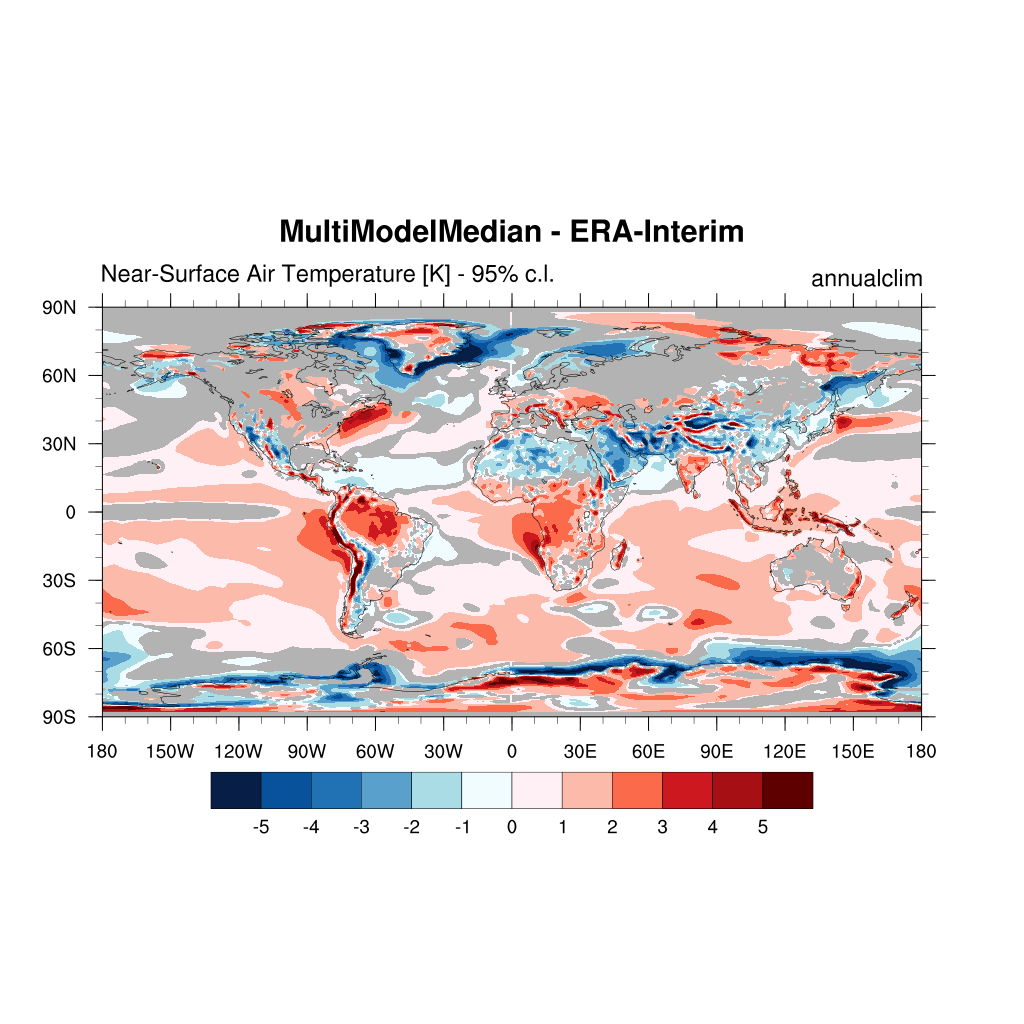 MultiModelMedian - ERA-Interim
Near-Surface Air Temperature [K] - 95% c.l.
annualclim
90N
60N
30N
0
30S
60S
90S
180 150W 120W 90W 60W 30W 0 30E 60E 90E 120E 150E 180
-5 -4 -3 -2 -1 0 1 2 3 4 5